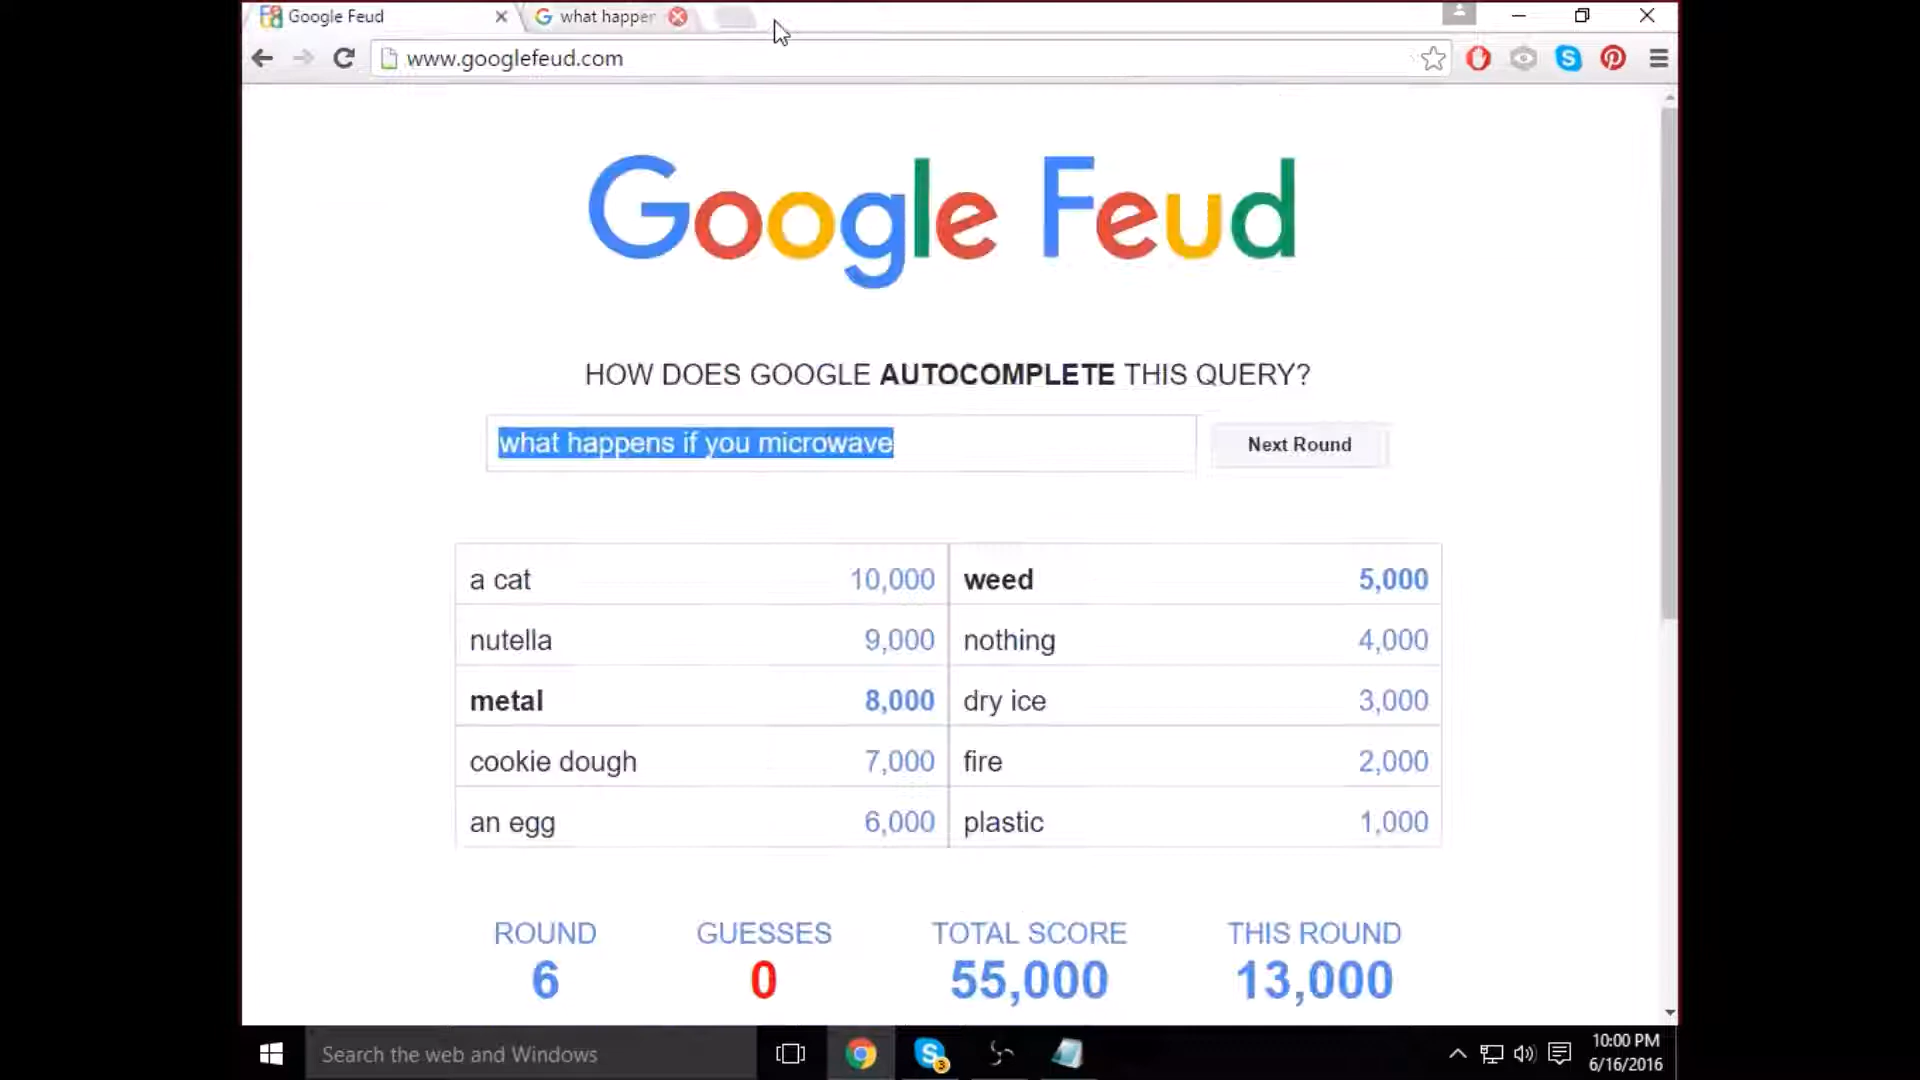 Google Feud
what happen
www.googlefeud.com
Google Feud
HOW DOES GOOGLE AUTOCOMPLETE THIS QUERY?
what happens if you microwave
Next Round
a cat 10,000 weed 5,000
nutella 9,000 nothing 4,000
metal 8,000 dry ice 3,000
cookie dough 7,000 fire 2,000
an egg 6,000 plastic 1,000
ROUND GUESSES TOTAL SCORE THIS ROUND
6 0 55,000 13,000
Search the web and Windows
3
10:00 PM
6/16/2016